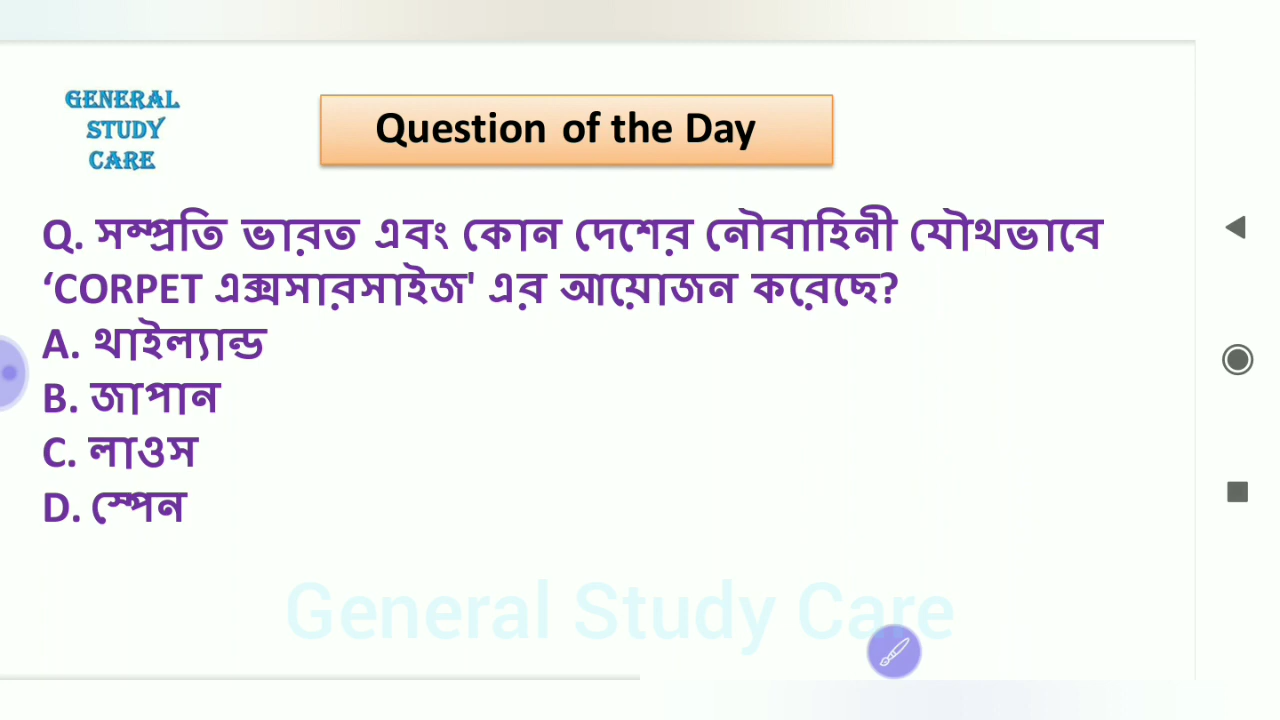 GENERAL
STUDY
CARE
Question of the Day
Q. সম্প্রতি ভারত এবং কোন দেশের নৌবাহিনী যৌথভাবে
‘CORPET এক্সসারসাইজ' এর আয়োজন করেছে?
A. থাইল্যান্ড
B. জাপান
C. লাওস
D. স্পেন
General Study Care